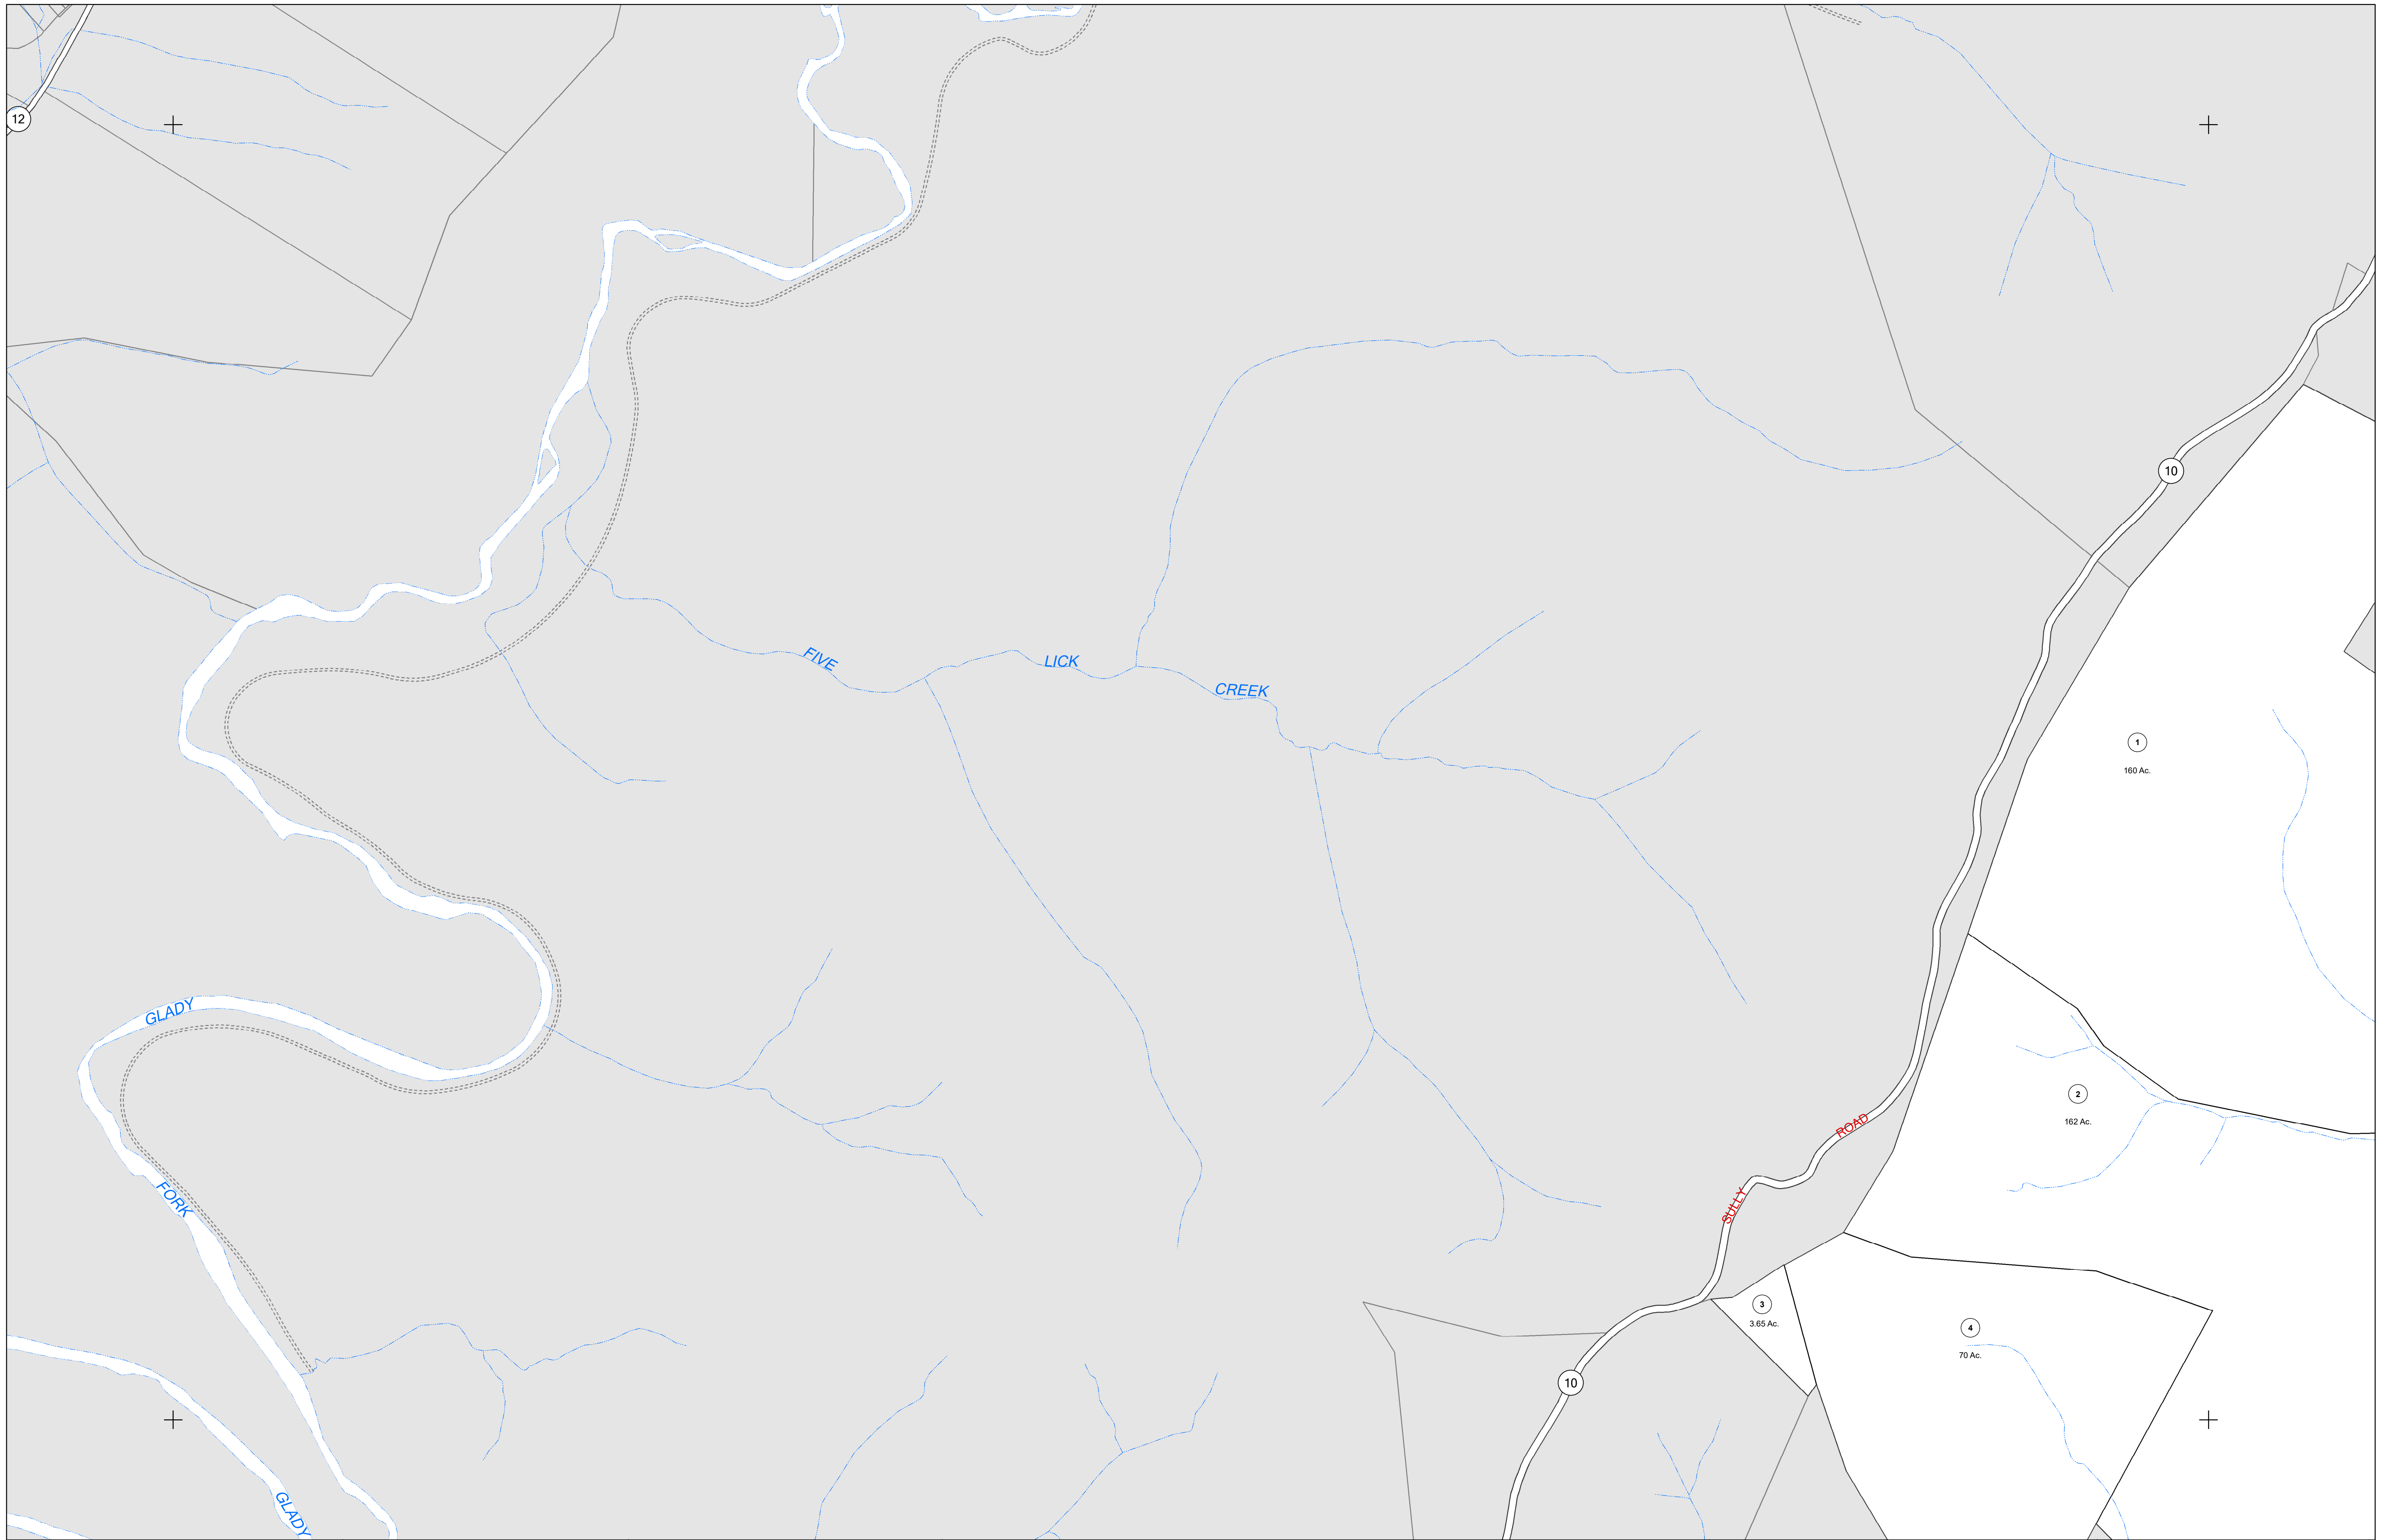 12
10
FIVE
LICK
CREEK
1
160 Ac.
GLADY
2
162 Ac.
ROAD
SULLY
FORK
3
3.65 Ac.
4
70 Ac.
10
GLADY